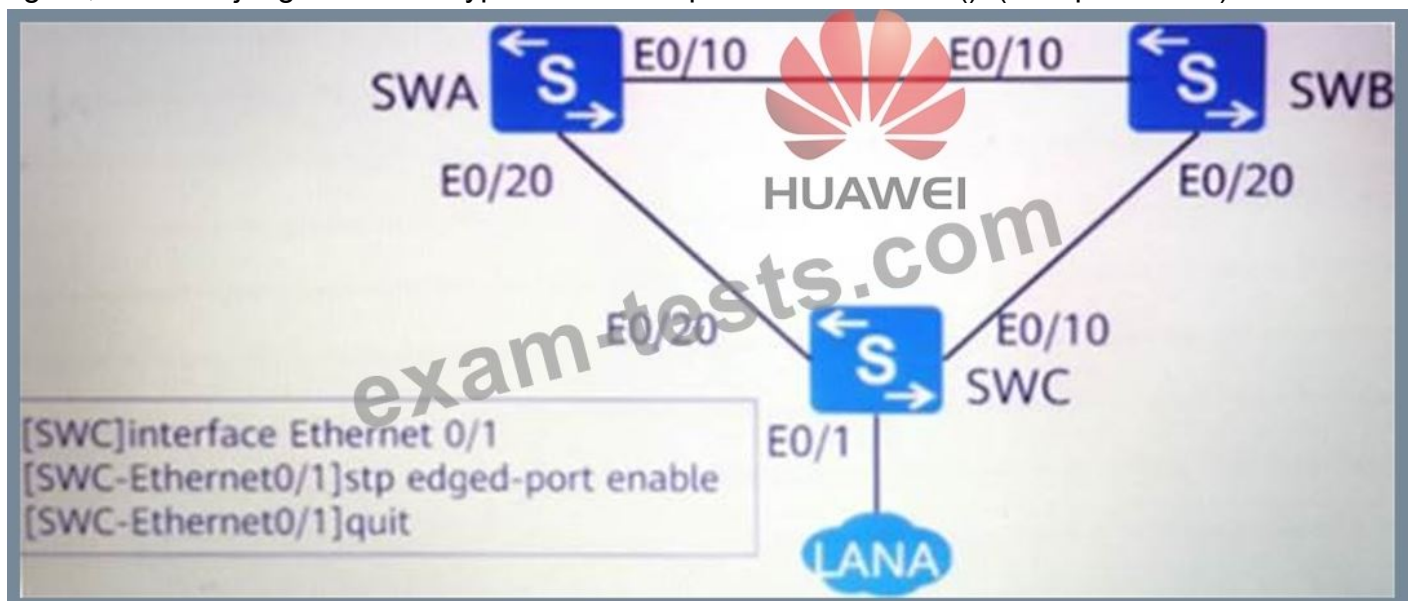 E0/10
E0/10
SWA
S
S
SWB
E0/20
HUAWEI
E0/20
exam-tests.com
E0/20
S
E0/10
SWC
[SWC]interface Ethernet 0/1
[SWC-Ethernet0/1]stp edged-port enable
[SWC-Ethernet0/1]quit
E0/1
LANA